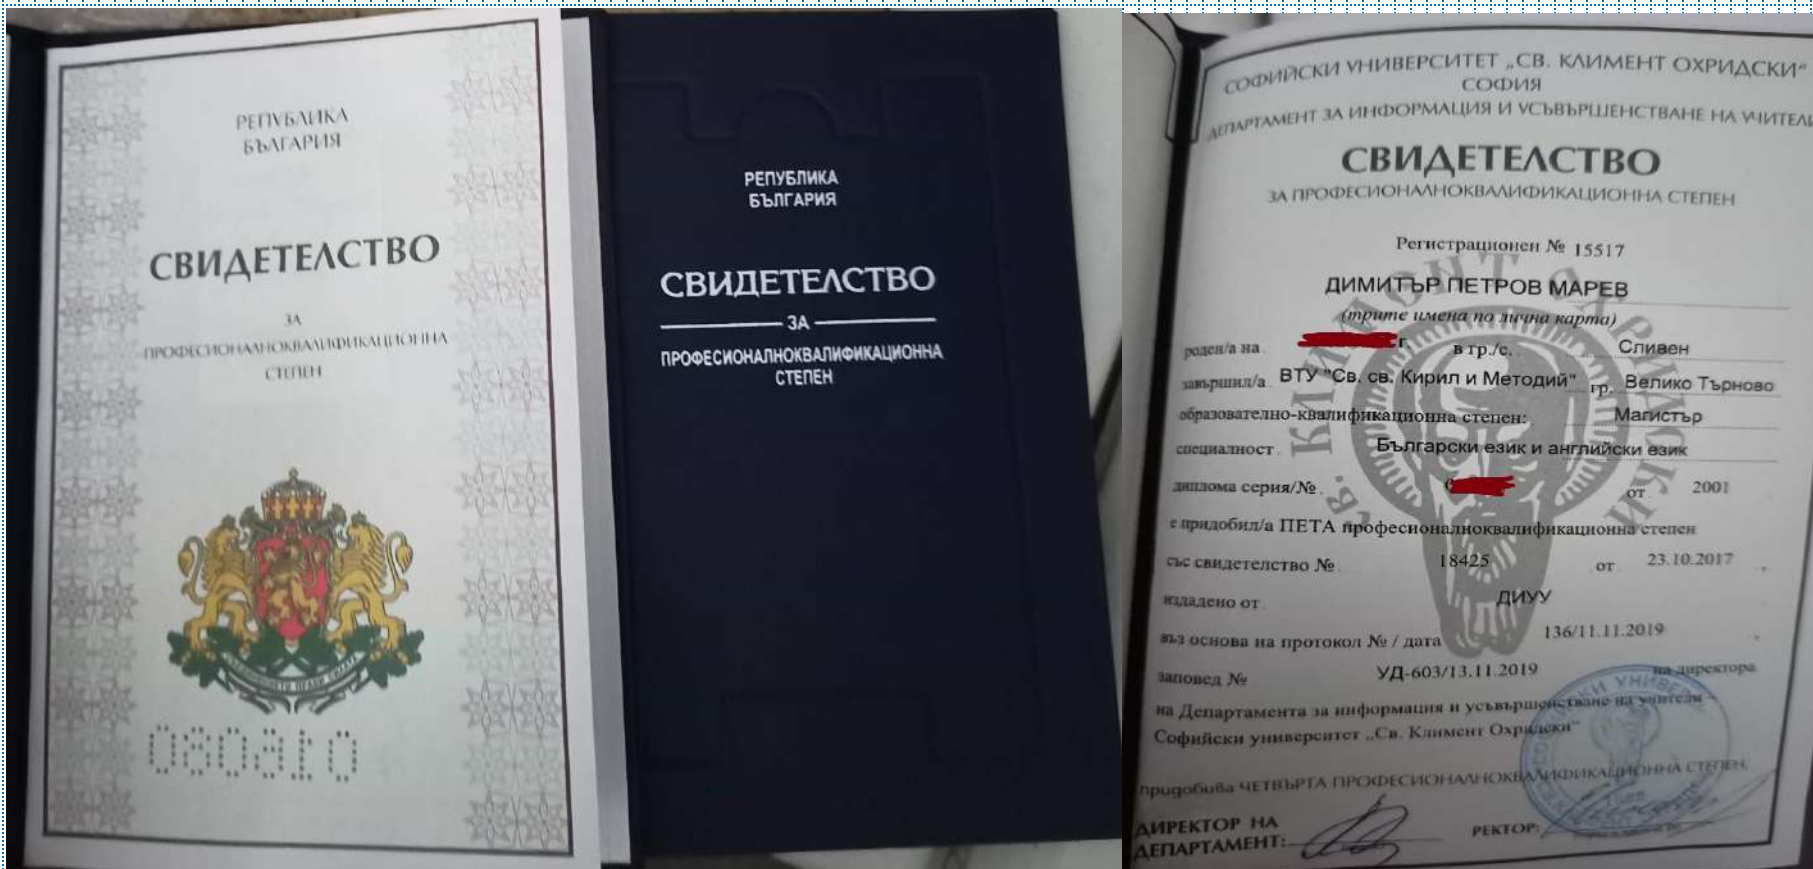 РЕПУБЛИКА
БЪЛГАРИЯ
СВИДЕТЕЛСТВО
ЗА
ПРОФЕСИОНАЛНОКВАЛИФИКАЦИОННА
СТЕПЕН
СЪЕДИНЕНИЕТО ПРАВИ СИЛАТА
РЕПУБЛИКА
БЪЛГАРИЯ
СВИДЕТЕЛСТВО
ЗА
ПРОФЕСИОНАЛНОКВАЛИФИКАЦИОННА
СТЕПЕН
СОФИЙСКИ УНИВЕРСИТЕТ „СВ. КЛИМЕНТ ОХРИДСКИ“
СОФИЯ
ДЕПАРТАМЕНТ ЗА ИНФОРМАЦИЯ И УСЪВЪРШЕНСТВАНЕ НА УЧИТЕЛИ
СВИДЕТЕЛСТВО
ЗА ПРОФЕСИОНАЛНОКВАЛИФИКАЦИОННА СТЕПЕН
Регистрационен № 15517
ДИМИТЪР ПЕТРОВ МАРЕВ
(трите имена по лична карта)
роден/а на г. в гр./с. Сливен
завършил/а ВТУ "Св. св. Кирил и Методий" гр. Велико Търново
образователно-квалификационна степен: Магистър
специалност Български език и английски език
диплома серия/№ от 2001
е придобил/а ПЕТА професионалноквалификационна степен
със свидетелство № 18425 от 23.10.2017
издадено от ДИУУ
въз основа на протокол № / дата 136/11.11.2019
заповед № УД-603/13.11.2019 на директора
на Департамента за информация и усъвършенстване на учители –
Софийски университет „Св. Климент Охридски“
придобива ЧЕТВЪРТА ПРОФЕСИОНАЛНОКВАЛИФИКАЦИОННА СТЕПЕН,
ДИРЕКТОР НА
ДЕПАРТАМЕНТ: РЕКТОР: